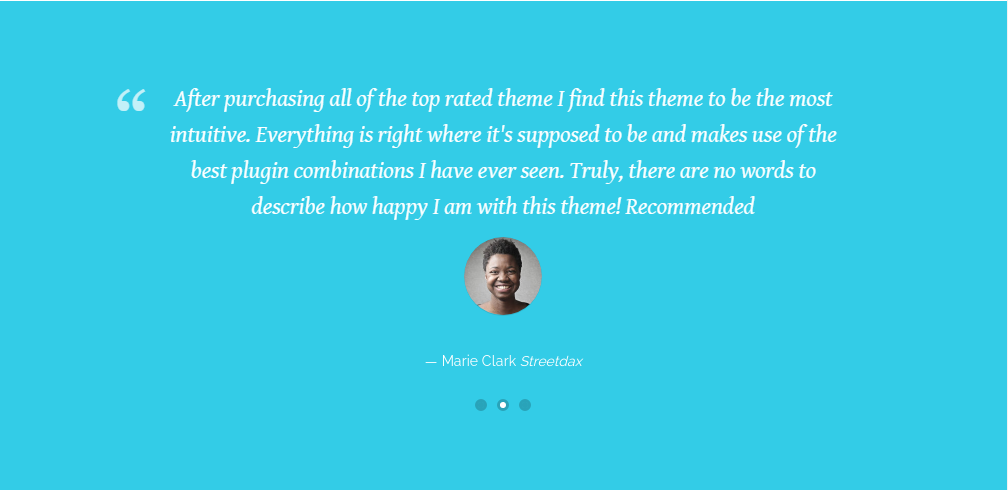 “ After purchasing all of the top rated theme I find this theme to be the most
intuitive. Everything is right where it's supposed to be and makes use of the
best plugin combinations I have ever seen. Truly, there are no words to
describe how happy I am with this theme! Recommended
— Marie Clark Streetdax